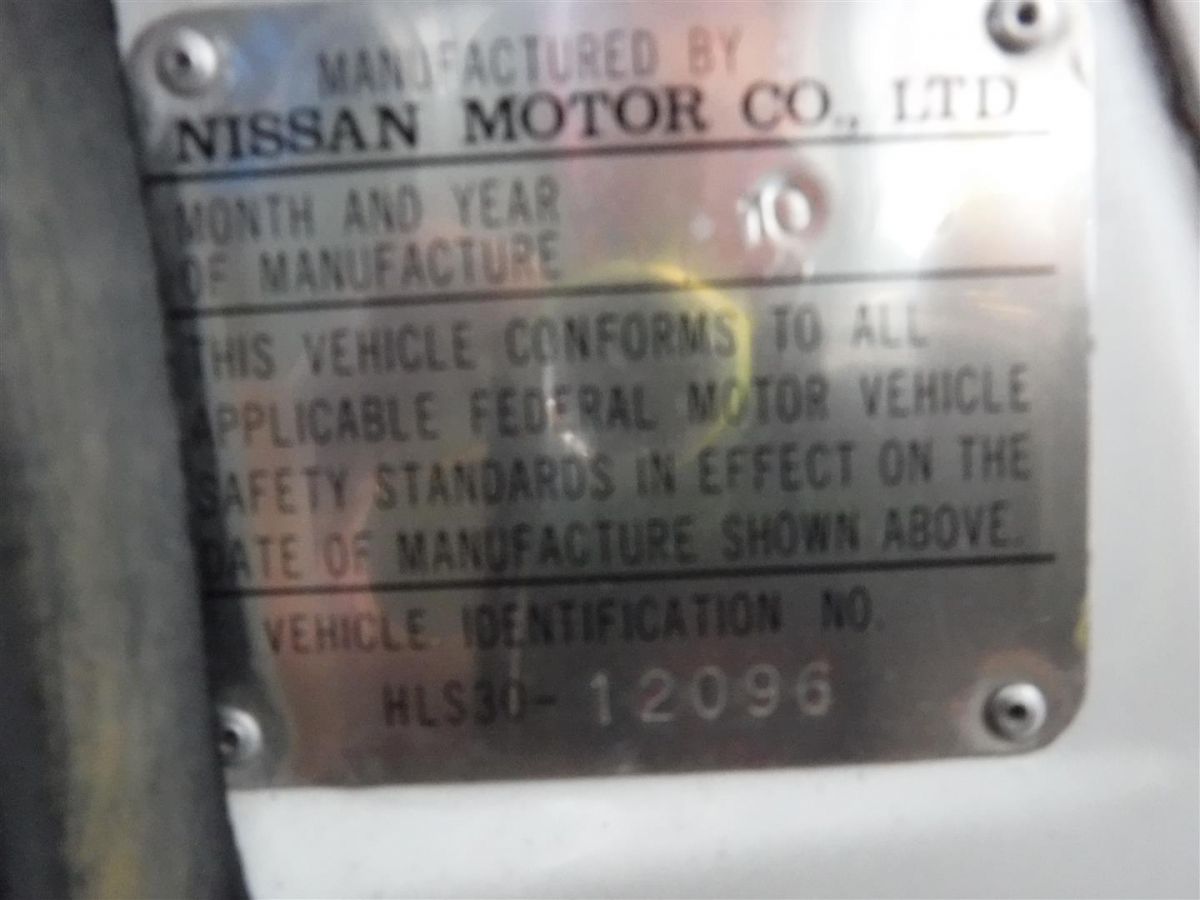 MANUFACTURED BY
NISSAN MOTOR CO., LTD
MONTH AND YEAR
OF MANUFACTURE
10
THIS VEHICLE CONFORMS TO ALL
APPLICABLE FEDERAL MOTOR VEHICLE
SAFETY STANDARDS IN EFFECT ON THE
DATE OF MANUFACTURE SHOWN ABOVE.
VEHICLE IDENTIFICATION NO.
HLS30-12096